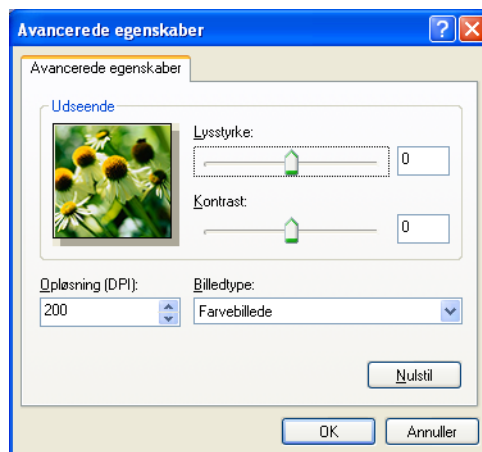 Avancerede egenskaber
Avancerede egenskaber
Udseende
Lysstyrke:
0
Kontrast:
0
Opløsning (DPI):
Billedtype:
200
Farvebillede
Nulstil
OK
Annuller